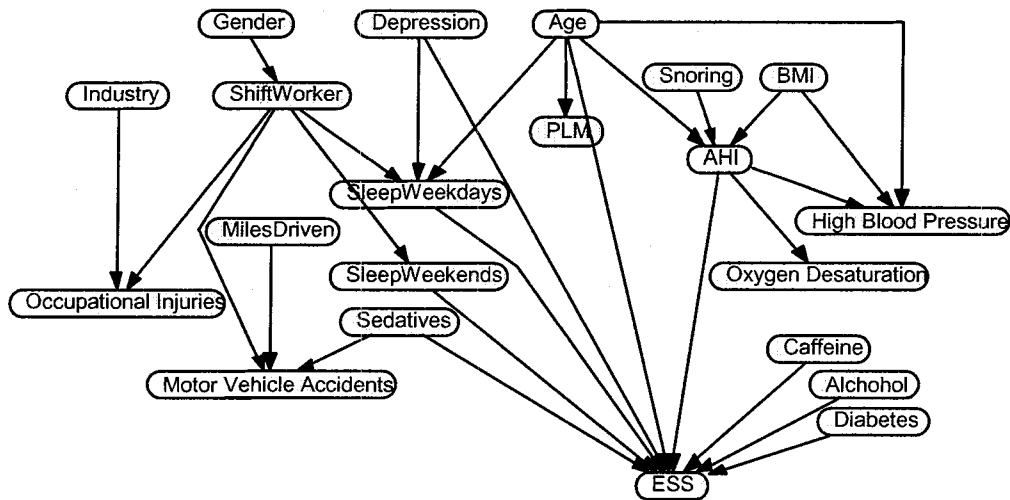 Gender
Depression
Age
Industry
ShiftWorker
Snoring
BMI
PLM
AHI
SleepWeekdays
MilesDriven
High Blood Pressure
SleepWeekends
Oxygen Desaturation
Occupational Injuries
Sedatives
Caffeine
Motor Vehicle Accidents
Alchohol
Diabetes
ESS